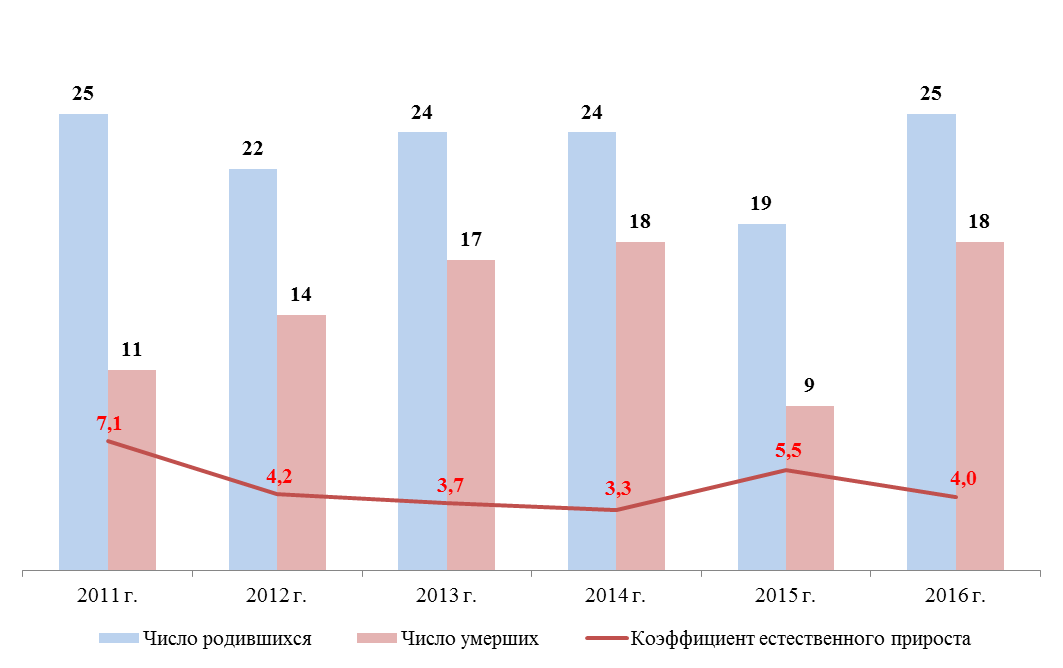 25
25
24
24
22
19
18
18
17
14
11
9
7,1
5,5
4,2
4,0
3,7
3,3
2011 г.
2012 г.
2013 г.
2014 г.
2015 г.
2016 г.
Число родившихся
Число умерших
Коэффициент естественного прироста